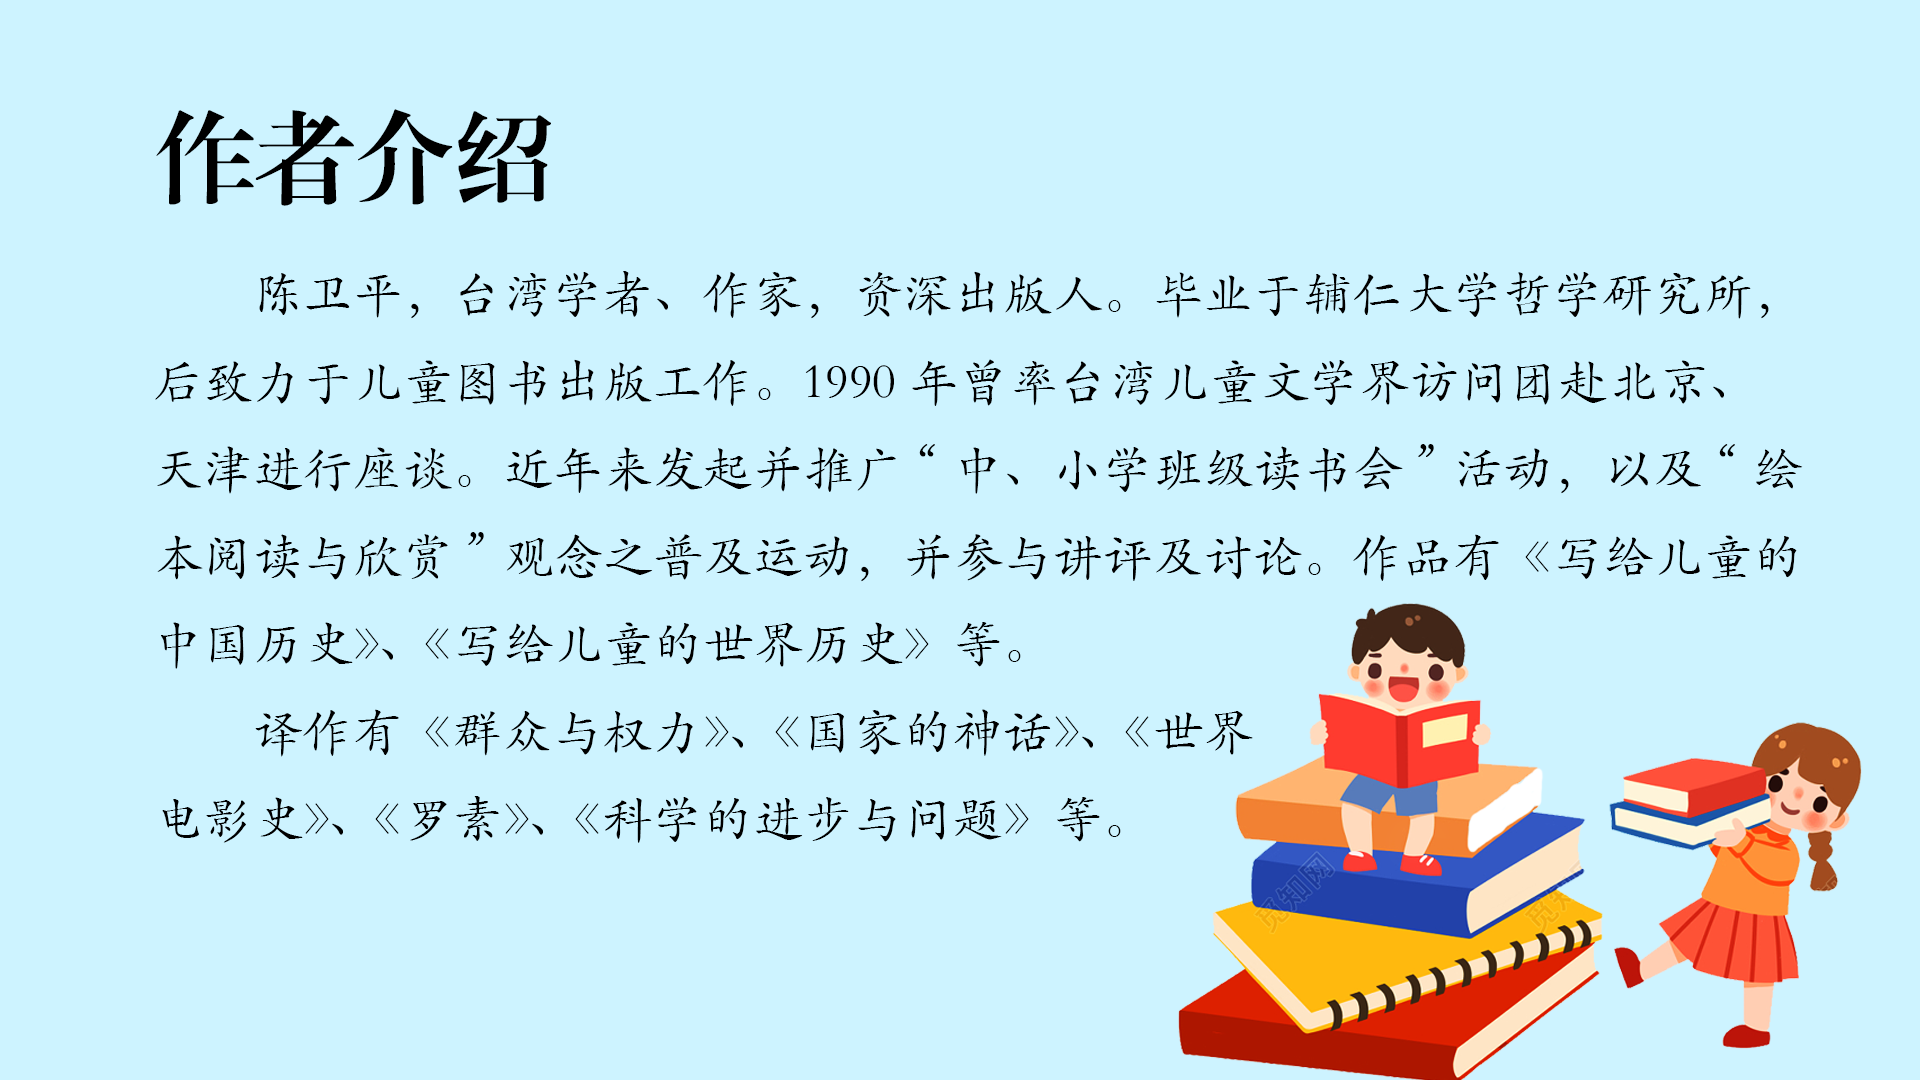 作者介绍
陈卫平，台湾学者、作家，资深出版人。毕业于辅仁大学哲学研究所，
后致力于儿童图书出版工作。1990 年曾率台湾儿童文学界访问团赴北京、
天津进行座谈。近年来发起并推广“中、小学班级读书会”活动，以及“绘
本阅读与欣赏”观念之普及运动，并参与讲评及讨论。作品有《写给儿童的
中国历史》、《写给儿童的世界历史》等。
译作有《群众与权力》、《国家的神话》、《世界
电影史》、《罗素》、《科学的进步与问题》等。
觅知网
觅知